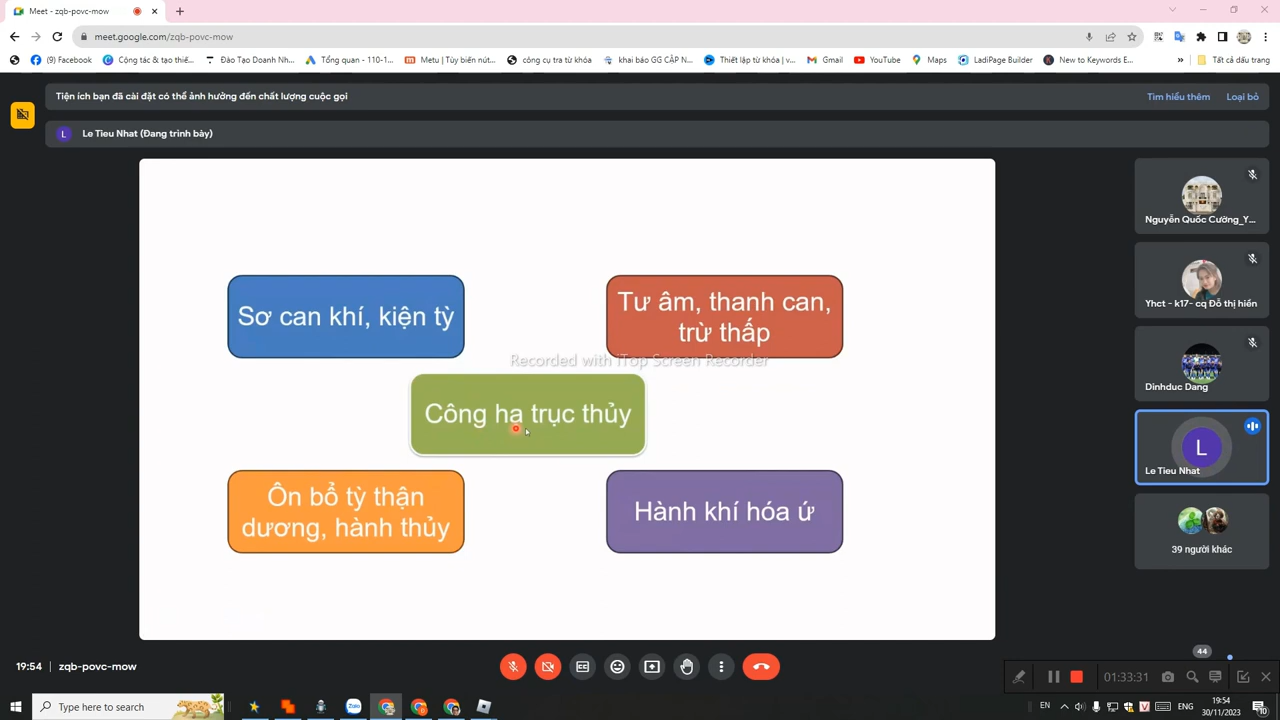 Meet - zqb-povc-mow
meet.google.com/zqb-povc-mow
(9) Facebook
Công tác & tạo thiế...
Đào Tạo Doanh Nh...
Tổng quan - 110-1...
Metu | Tùy biến nút...
công cụ tra từ khóa
khai báo GG CẬP N...
Thiết lập từ khóa | v...
Gmail
YouTube
Maps
LadiPage Builder
New to Keywords E...
»
Tất cả dấu trang
Tiện ích bạn đã cài đặt có thể ảnh hưởng đến chất lượng cuộc gọi
Tìm hiểu thêm
Loại bỏ
L
Le Tieu Nhat (Đang trình bày)
Sơ can khí, kiện tỳ
Tư âm, thanh can,
trừ thấp
Recorded with iTop Screen Recorder
Công hạ trục thủy
Ôn bổ tỳ thận
dương, hành thủy
Hành khí hóa ứ
Nguyễn Quốc Cường_Y...
Yhct - k17- cq Đỗ thị hiền
Dinhduc Dang
L
Le Tieu Nhat
39 người khác
19:54
zqb-povc-mow
44
01:33:31
Type here to search
Zalo
EN
V
19:54
30/11/2023
10